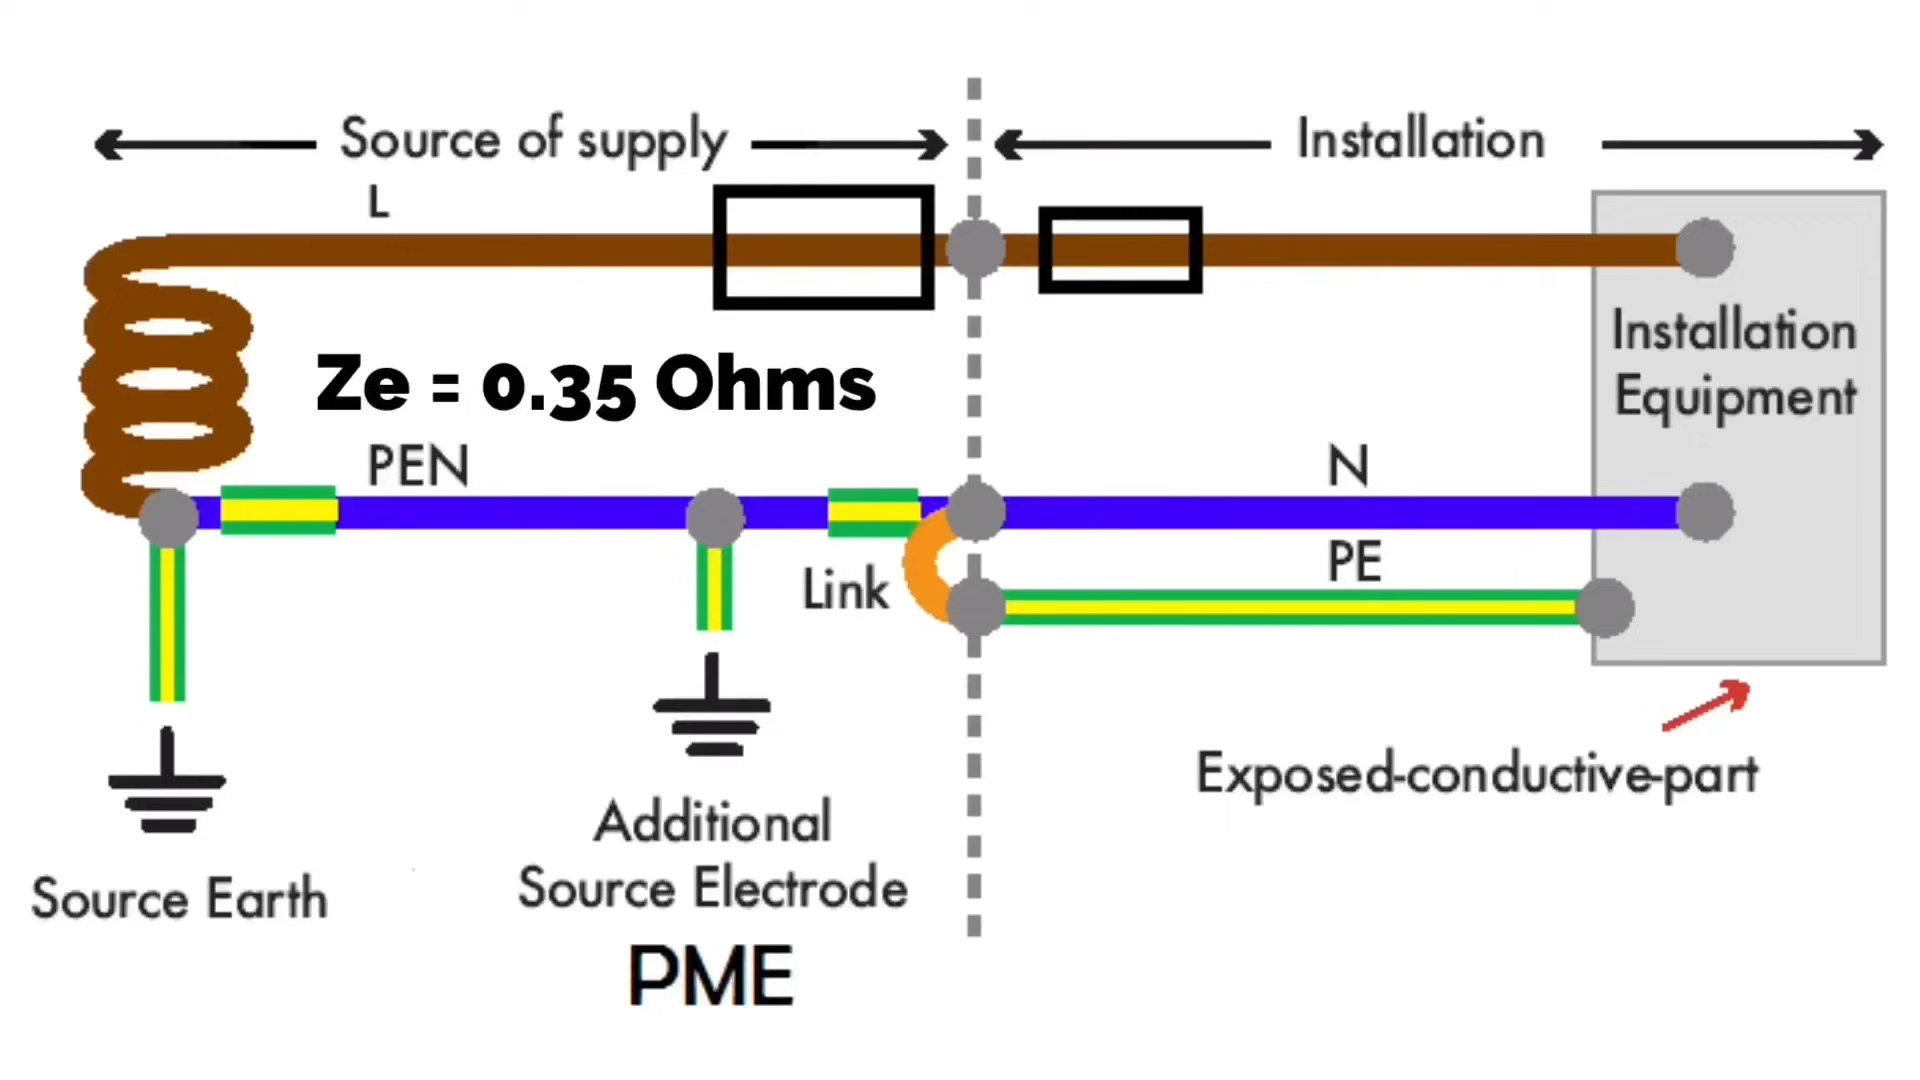 Source of supply
Installation
L
Installation
Equipment
Ze = 0.35 Ohms
PEN
N
PE
Link
Exposed-conductive-part
Additional
Source Electrode
Source Earth
PME